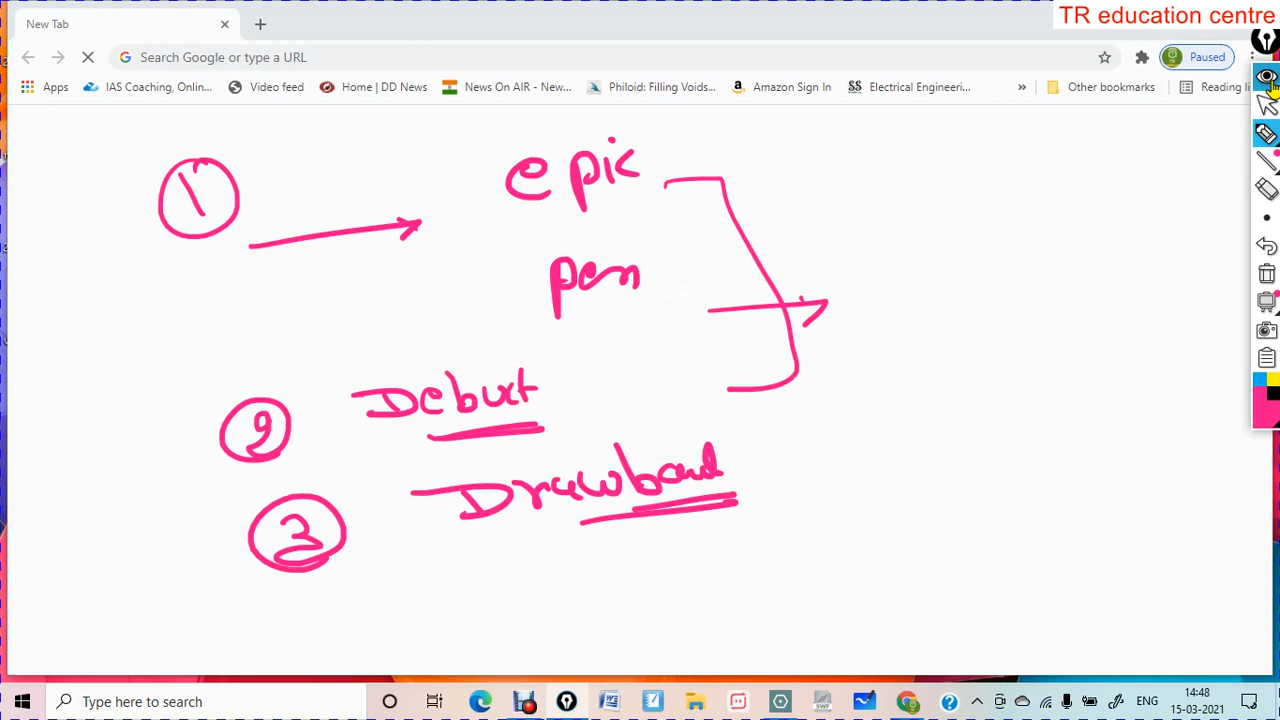 New Tab
TR education centre
Search Google or type a URL
Paused
Apps IAS Coaching, Onlin... Video feed Home | DD News News On AIR - New... Philoid: Filling Voids... Amazon Sign In Electrical Engineeri... » Other bookmarks Reading li
1 epic
pen
2 Debut
3
Type here to search ENG 14:48
15-03-2021